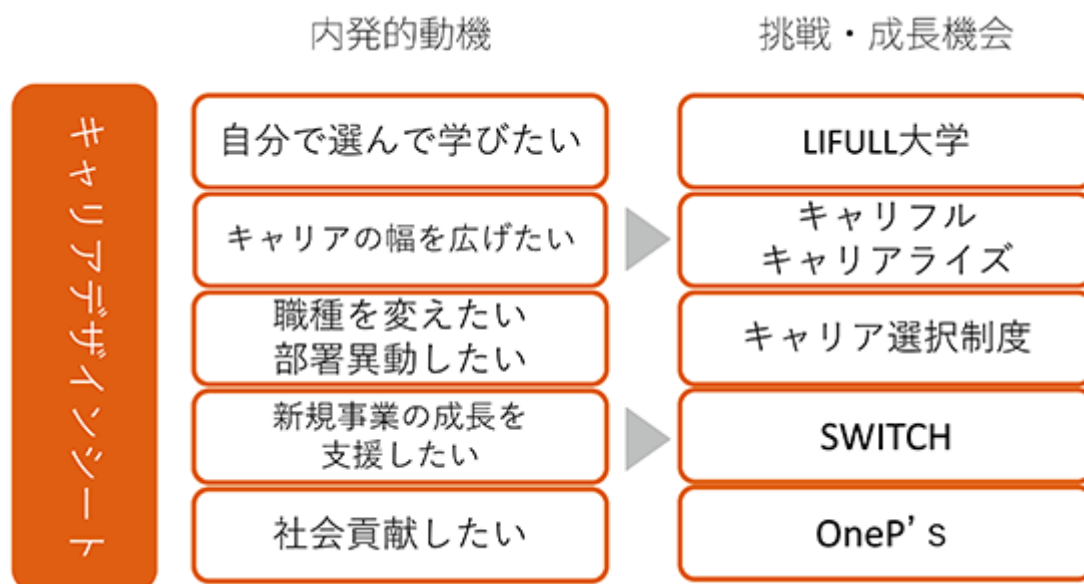 内発的動機
挑戦・成長機会
キャリアデザインシート
自分で選んで学びたい
LIFULL大学
キャリアの幅を広げたい
キャリフル
キャリアライズ
職種を変えたい
部署異動したい
キャリア選択制度
新規事業の成長を
支援したい
SWITCH
社会貢献したい
OneP’s